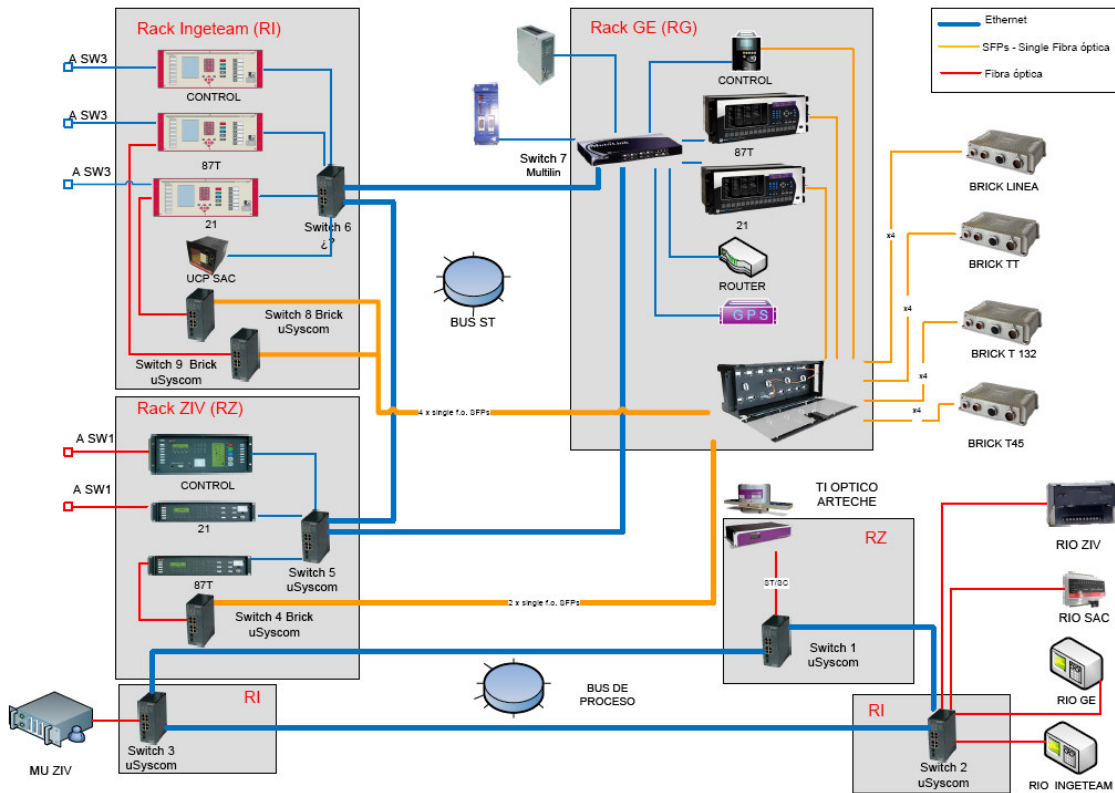 Rack Ingeteam (RI)
A SW3
CONTROL
A SW3
87T
A SW3
21
Switch 6
¿?
UCP SAC
Switch 8 Brick
uSyscom
Switch 9 Brick
uSyscom
BUS ST
Rack GE (RG)
CONTROL
MultiLink
Switch 7
Multilin
87T
21
ROUTER
GPS
Ethernet
SFPs - Single Fibra óptica
Fibra óptica
BRICK LINEA
x4
BRICK TT
x4
BRICK T 132
x4
BRICK T45
x4
4 x single f.o. SFPs
Rack ZIV (RZ)
A SW1
CONTROL
A SW1
21
Switch 5
uSyscom
87T
Switch 4 Brick
uSyscom
2 x single f.o. SFPs
TI OPTICO
ARTECHE
RZ
ST/SC
Switch 1
uSyscom
RIO ZIV
RIO SAC
RIO GE
RIO INGETEAM
BUS DE
PROCESO
RI
Switch 3
uSyscom
MU ZIV
RI
Switch 2
uSyscom